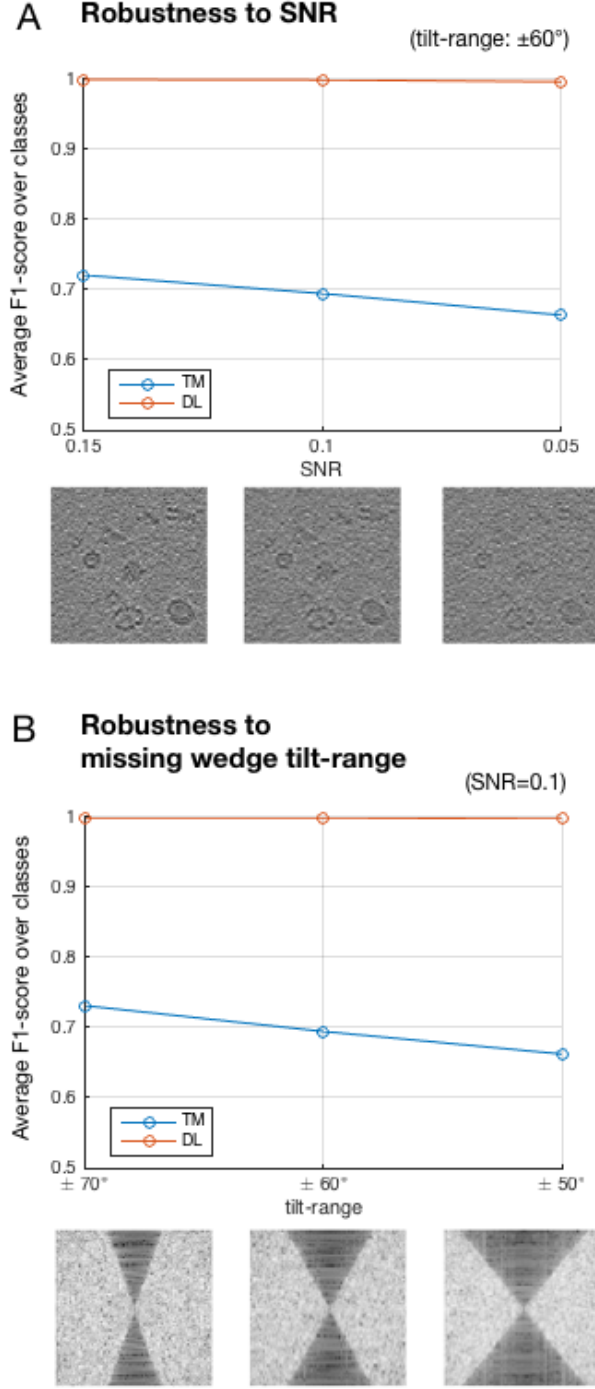 A Robustness to SNR
(tilt-range: ±60°)
Average F1-score over classes
1
0.9
0.8
0.7
0.6
0.5
TM
DL
0.15 0.1 0.05
SNR
B Robustness to
missing wedge tilt-range
(SNR=0.1)
Average F1-score over classes
1
0.9
0.8
0.7
0.6
0.5
TM
DL
± 70° ± 60° ± 50°
tilt-range